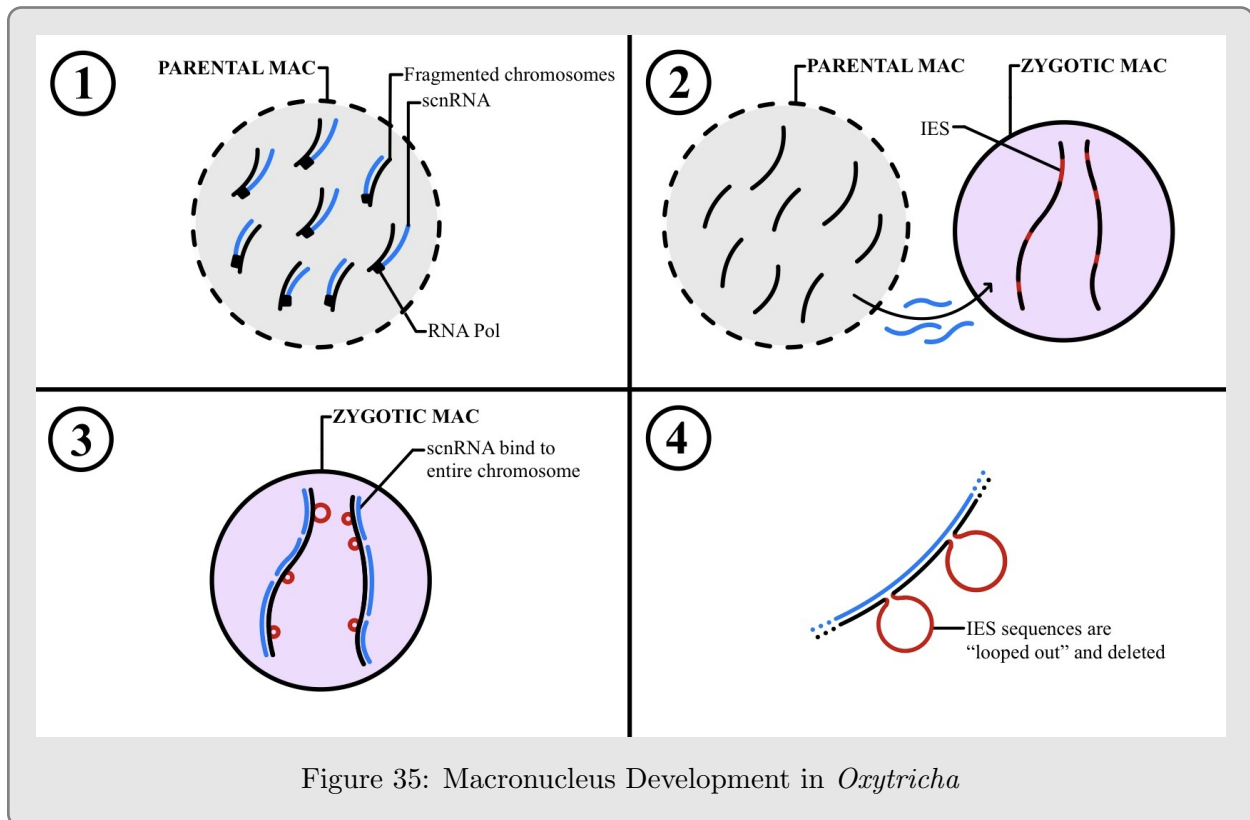 1
PARENTAL MAC
Fragmented chromosomes
scnRNA
RNA Pol
2
PARENTAL MAC
ZYGOTIC MAC
IES
3
ZYGOTIC MAC
scnRNA bind to
entire chromosome
4
IES sequences are
“looped out” and deleted
Figure 35: Macronucleus Development in Oxytricha